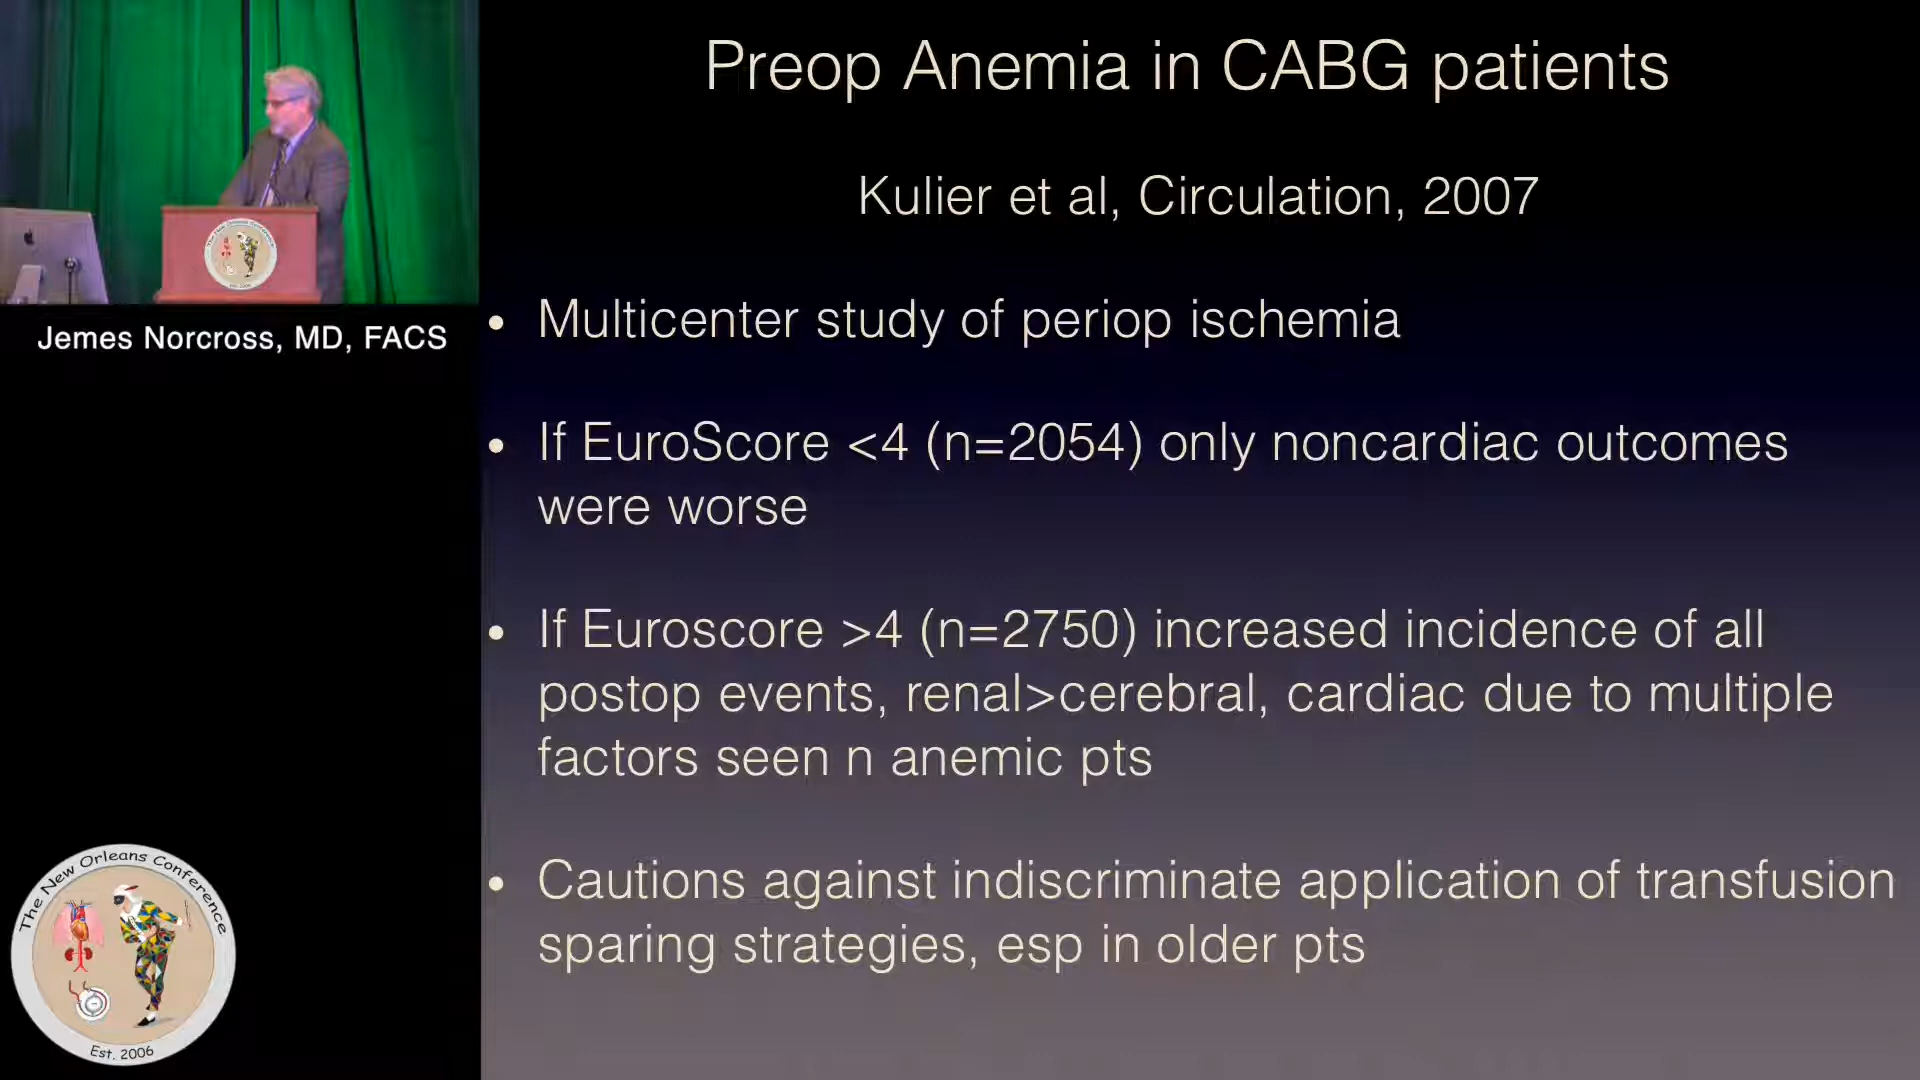 Preop Anemia in CABG patients
Kulier et al, Circulation, 2007
Jemes Norcross, MD, FACS
• Multicenter study of periop ischemia
• If EuroScore <4 (n=2054) only noncardiac outcomes
were worse
• If Euroscore >4 (n=2750) increased incidence of all
postop events, renal>cerebral, cardiac due to multiple
factors seen n anemic pts
• Cautions against indiscriminate application of transfusion
sparing strategies, esp in older pts
The New Orleans Conference
Est. 2006